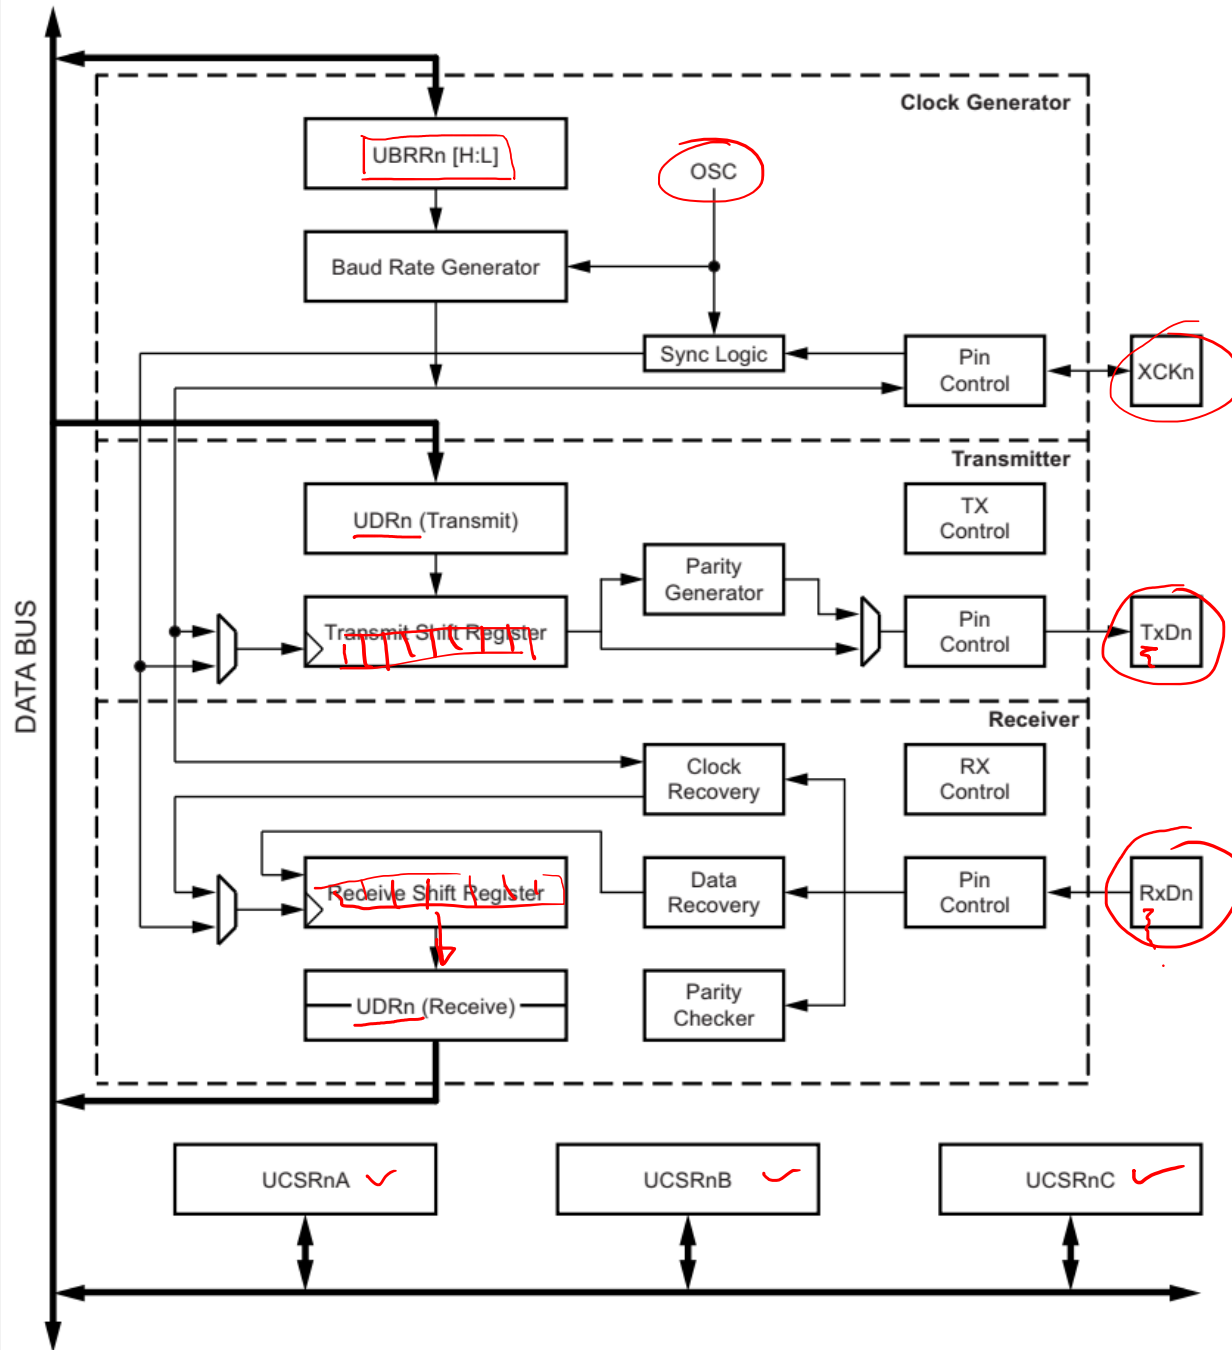 Clock Generator
UBRRn [H:L]
OSC
Baud Rate Generator
Sync Logic
Pin
Control
XCKn
Transmitter
UDRn (Transmit)
TX
Control
Parity
Generator
Transmit Shift Register
Pin
Control
TxDn
DATA BUS
Receiver
Clock
Recovery
RX
Control
Receive Shift Register
Data
Recovery
Pin
Control
RxDn
UDRn (Receive)
Parity
Checker
UCSRnA
UCSRnB
UCSRnC